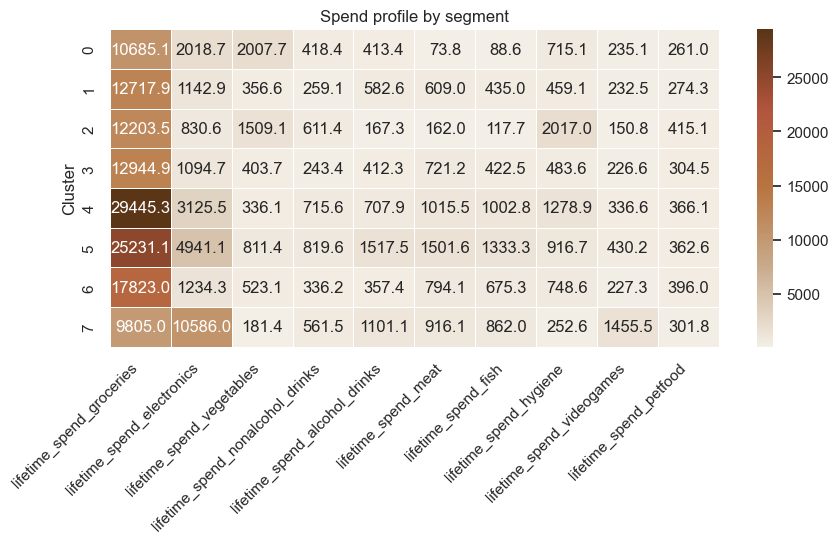 Spend profile by segment
Cluster
0 10685.1 2018.7 2007.7 418.4 413.4 73.8 88.6 715.1 235.1 261.0
1 12717.9 1142.9 356.6 259.1 582.6 609.0 435.0 459.1 232.5 274.3
2 12203.5 830.6 1509.1 611.4 167.3 162.0 117.7 2017.0 150.8 415.1
3 12944.9 1094.7 403.7 243.4 412.3 721.2 422.5 483.6 226.6 304.5
4 29445.3 3125.5 336.1 715.6 707.9 1015.5 1002.8 1278.9 336.6 366.1
5 25231.1 4941.1 811.4 819.6 1517.5 1501.6 1333.3 916.7 430.2 362.6
6 17823.0 1234.3 523.1 336.2 357.4 794.1 675.3 748.6 227.3 396.0
7 9805.0 10586.0 181.4 561.5 1101.1 916.1 862.0 252.6 1455.5 301.8
lifetime_spend_groceries
lifetime_spend_electronics
lifetime_spend_vegetables
lifetime_spend_nonalcohol_drinks
lifetime_spend_alcohol_drinks
lifetime_spend_meat
lifetime_spend_fish
lifetime_spend_hygiene
lifetime_spend_videogames
lifetime_spend_petfood
25000
20000
15000
10000
5000